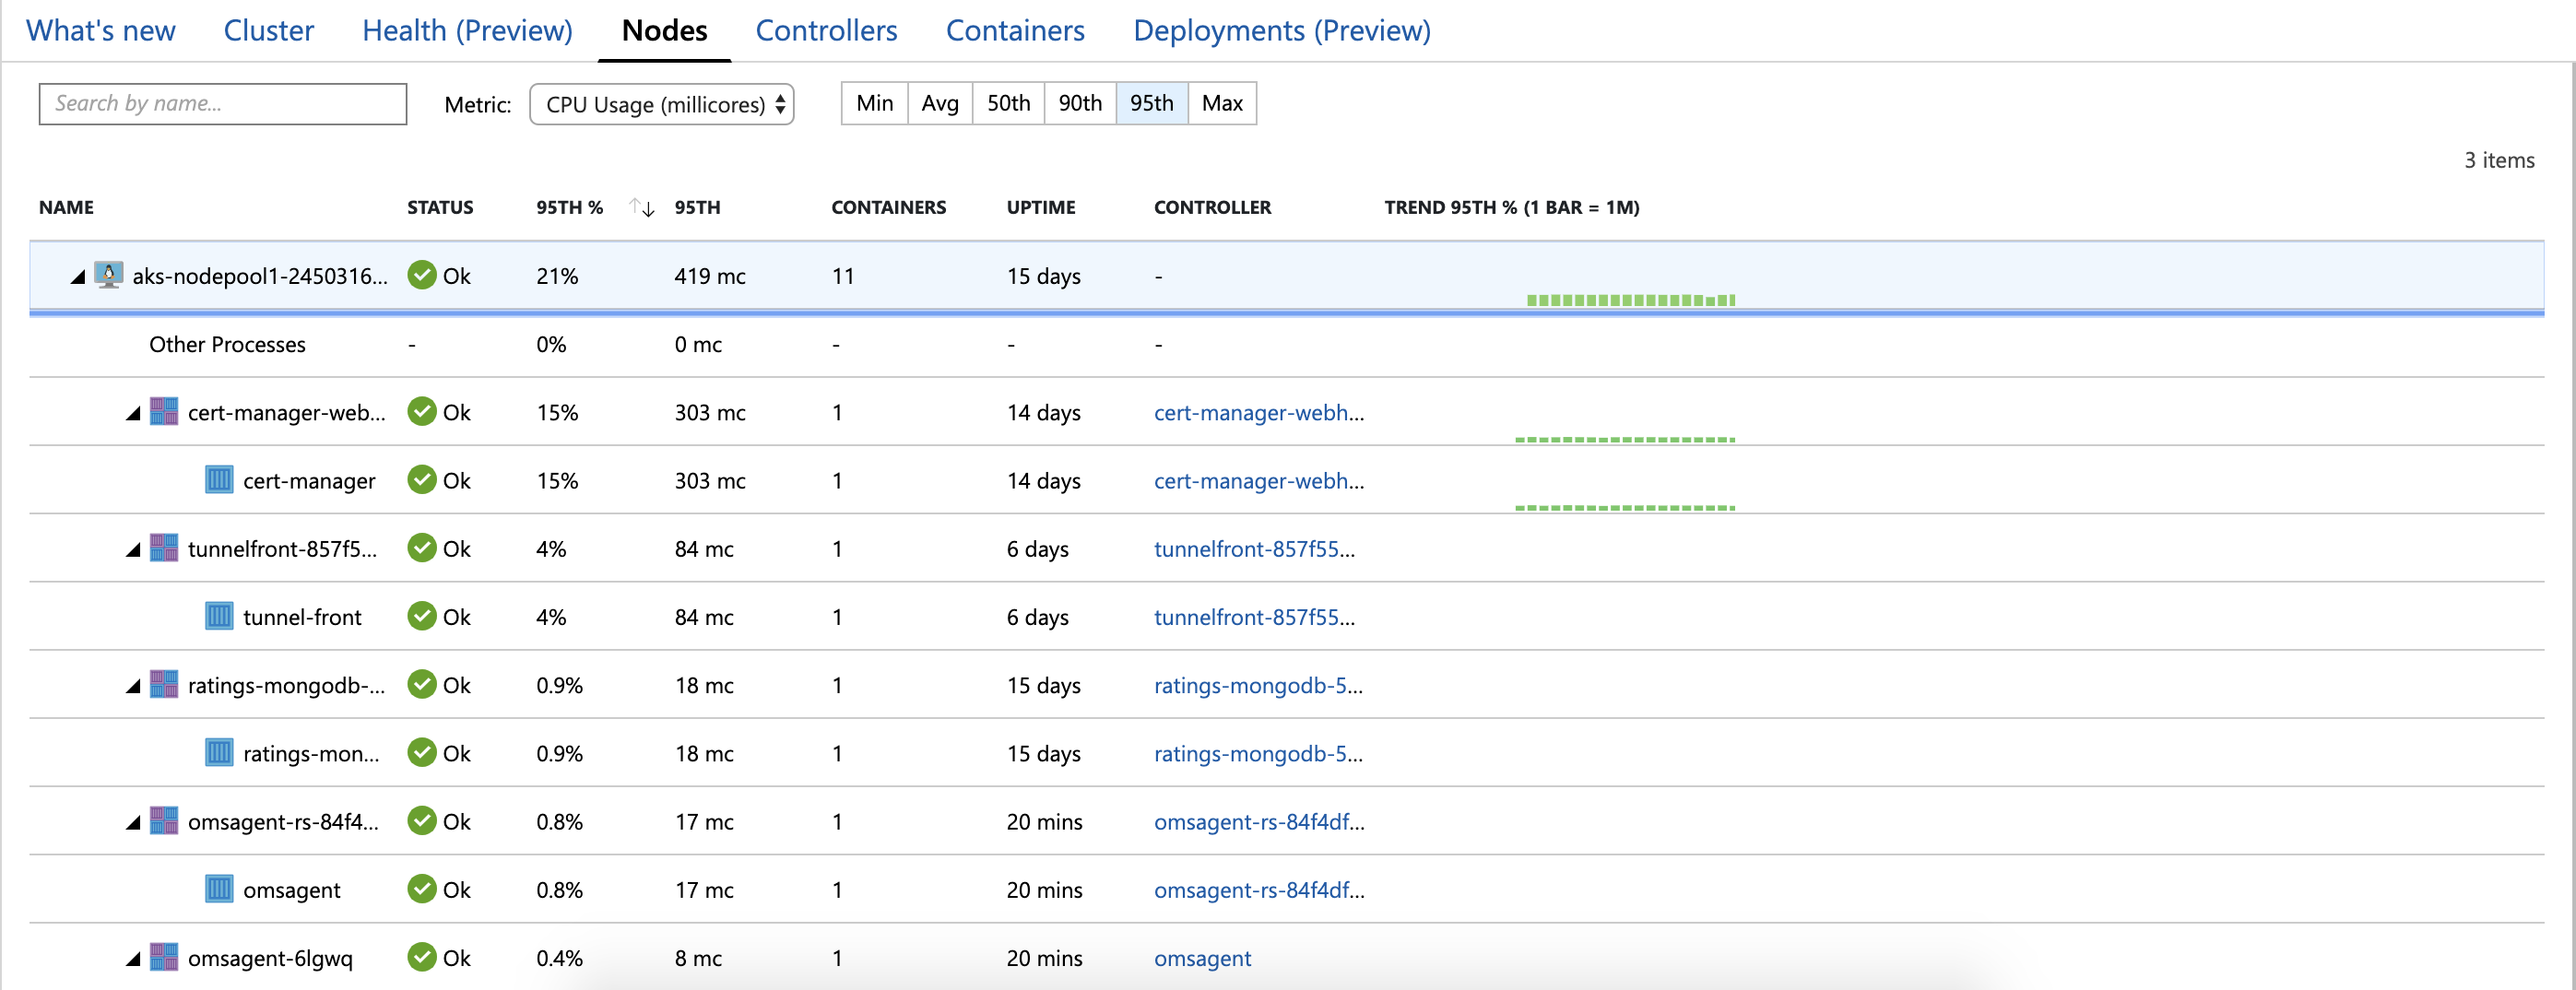 What's new Cluster Health (Preview) Nodes Controllers Containers Deployments (Preview)
Search by name... Metric: CPU Usage (millicores) Min Avg 50th 90th 95th Max
3 items
NAME STATUS 95TH % 95TH CONTAINERS UPTIME CONTROLLER TREND 95TH % (1 BAR = 1M)
aks-nodepool1-2450316... Ok 21% 419 mc 11 15 days -
Other Processes - 0% 0 mc - - -
cert-manager-web... Ok 15% 303 mc 1 14 days cert-manager-webh...
cert-manager Ok 15% 303 mc 1 14 days cert-manager-webh...
tunnelfront-857f5... Ok 4% 84 mc 1 6 days tunnelfront-857f55...
tunnel-front Ok 4% 84 mc 1 6 days tunnelfront-857f55...
ratings-mongodb-... Ok 0.9% 18 mc 1 15 days ratings-mongodb-5...
ratings-mon... Ok 0.9% 18 mc 1 15 days ratings-mongodb-5...
omsagent-rs-84f4... Ok 0.8% 17 mc 1 20 mins omsagent-rs-84f4df...
omsagent Ok 0.8% 17 mc 1 20 mins omsagent-rs-84f4df...
omsagent-6lgwq Ok 0.4% 8 mc 1 20 mins omsagent